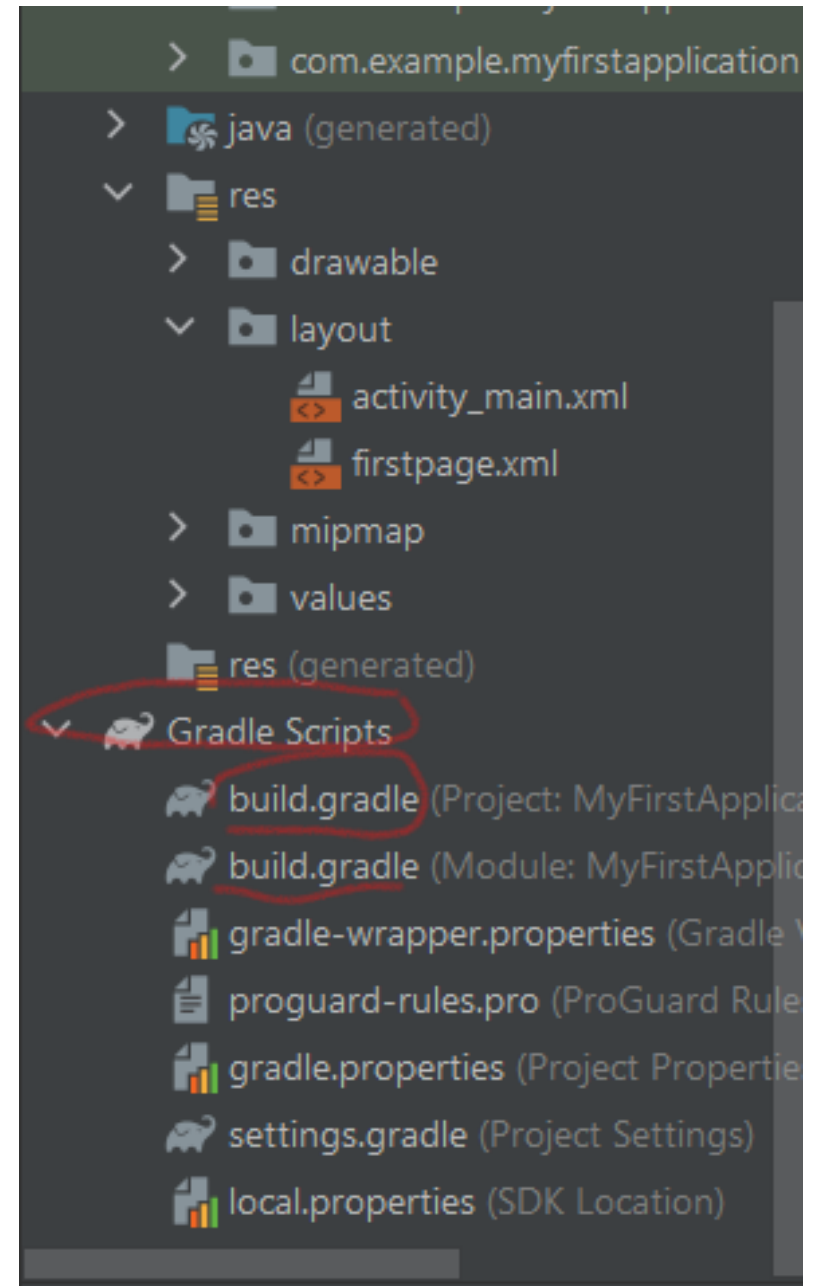 com.example.myfirstapplication
java (generated)
res
drawable
layout
activity_main.xml
firstpage.xml
mipmap
values
res (generated)
Gradle Scripts
build.gradle (Project: MyFirstApplica
build.gradle (Module: MyFirstApplic
gradle-wrapper.properties (Gradle
proguard-rules.pro (ProGuard Rule
gradle.properties (Project Propertie
settings.gradle (Project Settings)
local.properties (SDK Location)